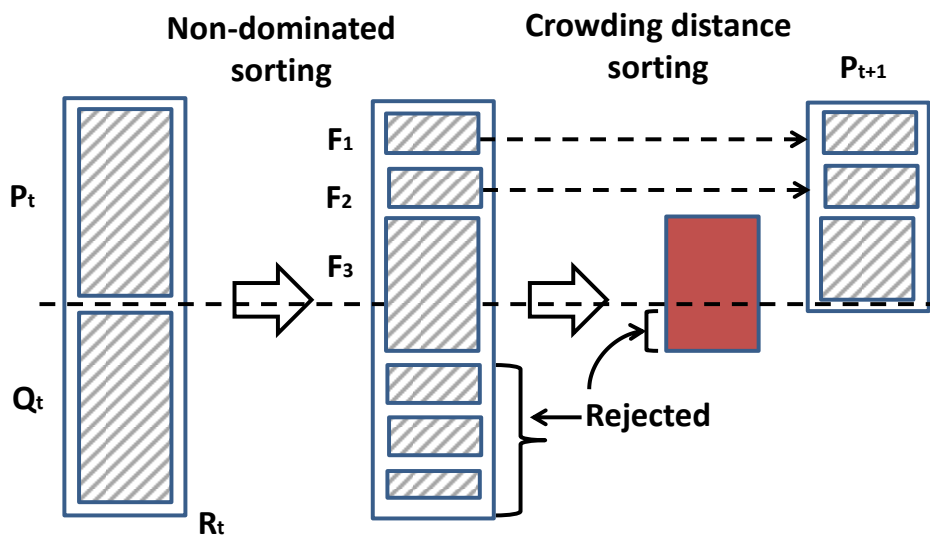 Non-dominated
sorting
Crowding distance
sorting
Pt+1
F1
Pt
F2
F3
Qt
Rejected
Rt